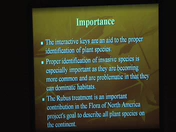 Importance
The interactive keys are an aid to the proper
identification of plant species.
Proper identification of invasive species is
especially important as they are becoming
more common and are problematic in that they
can dominate habitats.
The Rubus treatment is an important
contribution in the Flora of North America
project's goal to describe all plant species on
the continent.